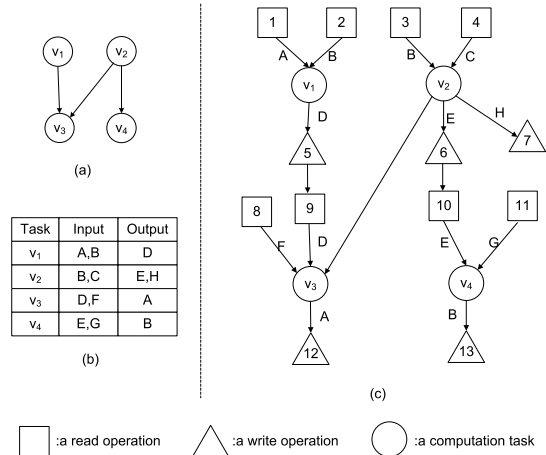 v1
v2
v3
v4
(a)
Task Input Output
v1 A,B D
v2 B,C E,H
v3 D,F A
v4 E,G B
(b)
1
2
3
4
A
B
B
C
v1
v2
D
E
H
5
6
7
8
9
10
11
F
D
E
G
v3
v4
A
B
12
13
(c)
:a read operation
:a write operation
:a computation task